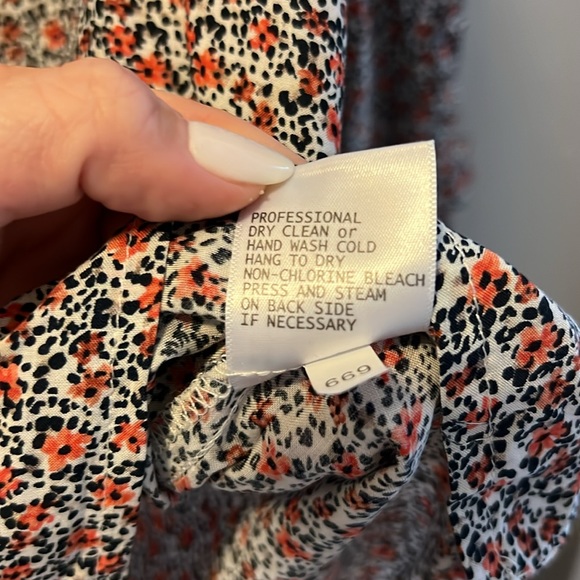 PROFESSIONAL
DRY CLEAN or
HAND WASH COLD
HANG TO DRY
NON-CHLORINE BLEACH
PRESS AND STEAM
ON BACK SIDE
IF NECESSARY
669